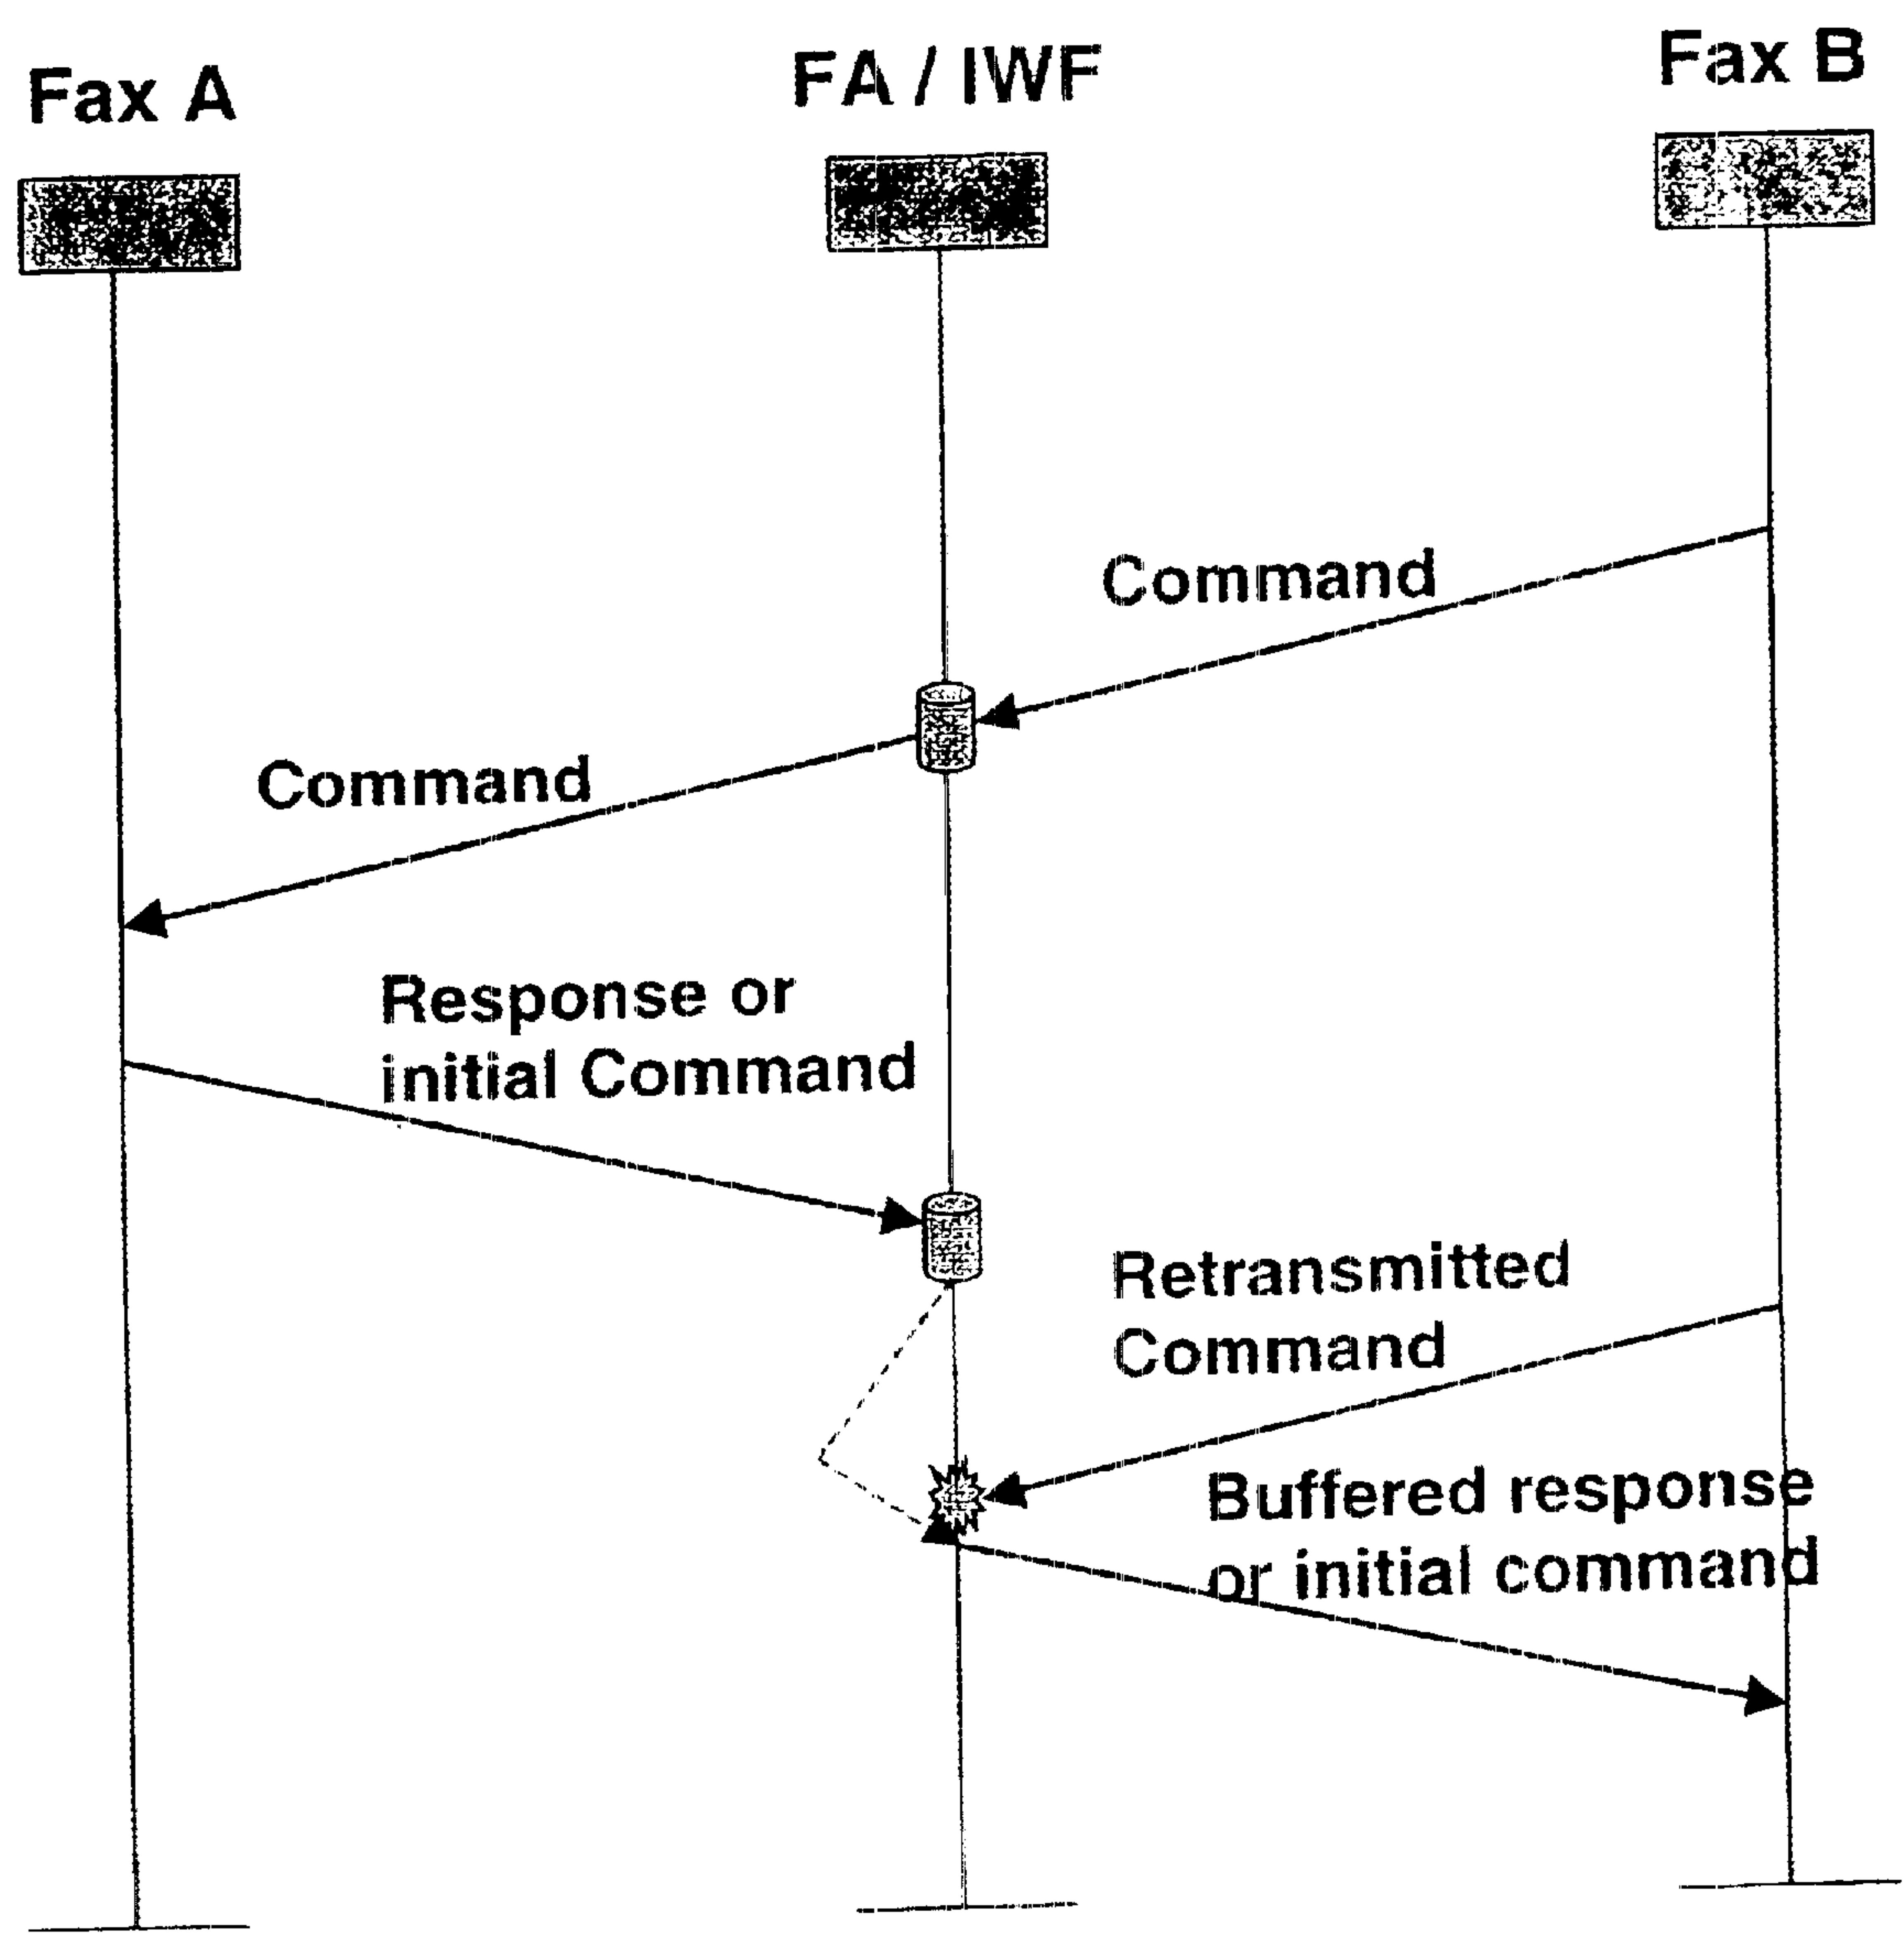 Fax A
FA / IWF
Fax B
Command
Command
Response or
initial Command
Retransmitted
Command
Buffered response
or initial command